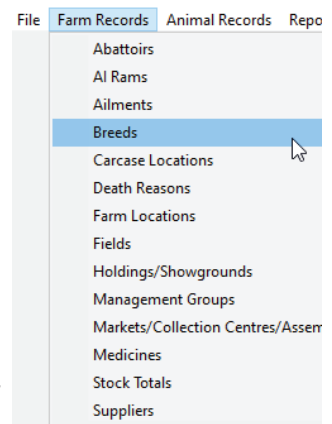 File Farm Records Animal Records Repo
Abattoirs
AI Rams
Ailments
Breeds
Carcase Locations
Death Reasons
Farm Locations
Fields
Holdings/Showgrounds
Management Groups
Markets/Collection Centres/Assem
Medicines
Stock Totals
Suppliers